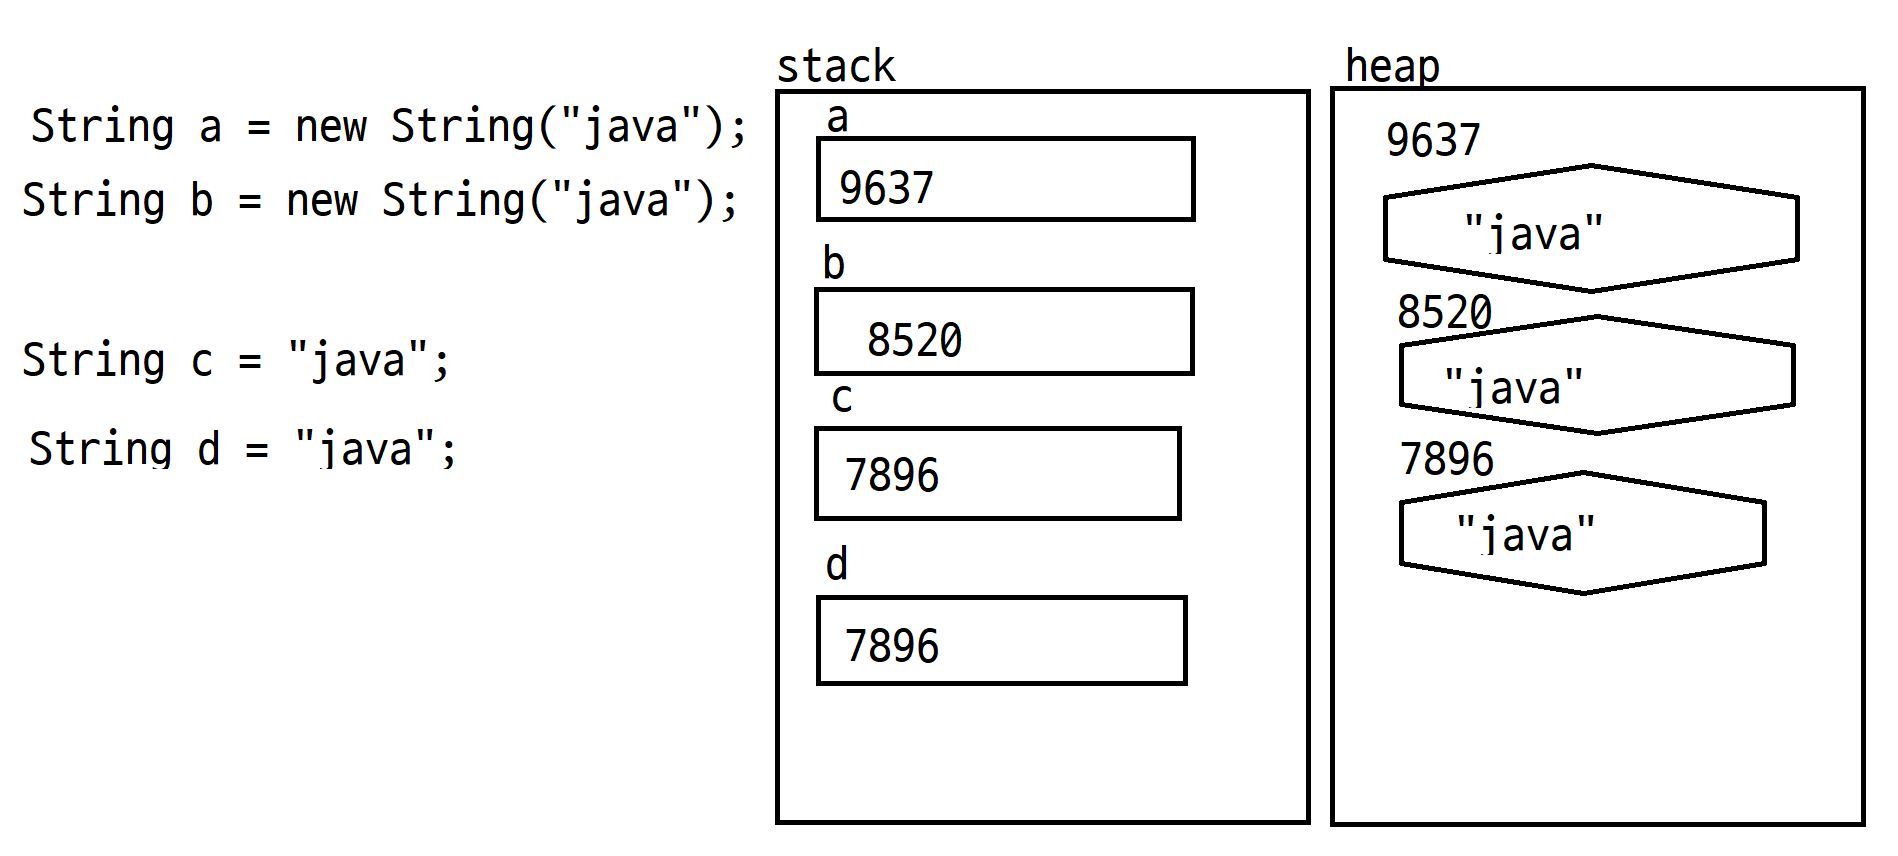 String a = new String("java");
String b = new String("java");
String c = "java";
String d = "java";
stack
a
9637
b
8520
c
7896
d
7896
heap
9637
"java"
8520
"java"
7896
"java"